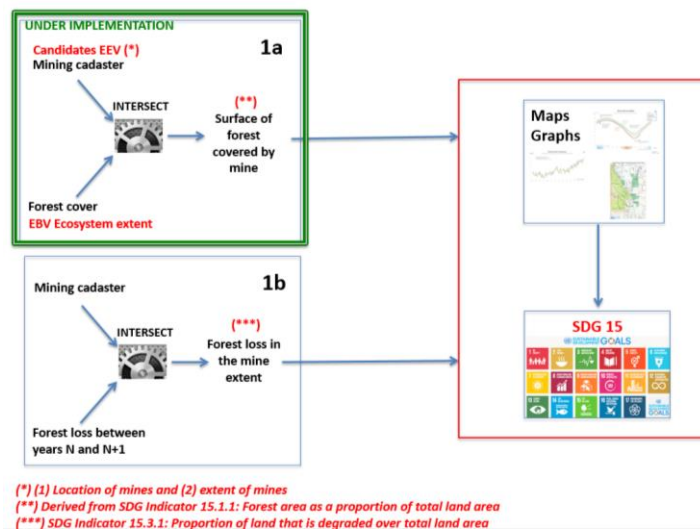 UNDER IMPLEMENTATION
Candidates EEV (*)
Mining cadaster
1a
INTERSECT
(**)
Surface of
forest
covered by
mine
Forest cover
EBV Ecosystem extent
Mining cadaster
1b
INTERSECT
(***)
Forest loss in
the mine
extent
Forest loss between
years N and N+1
Maps
Graphs
SDG 15
GOALS
(*) (1) Location of mines and (2) extent of mines
(**) Derived from SDG Indicator 15.1.1: Forest area as a proportion of total land area
(***) SDG Indicator 15.3.1: Proportion of land that is degraded over total land area